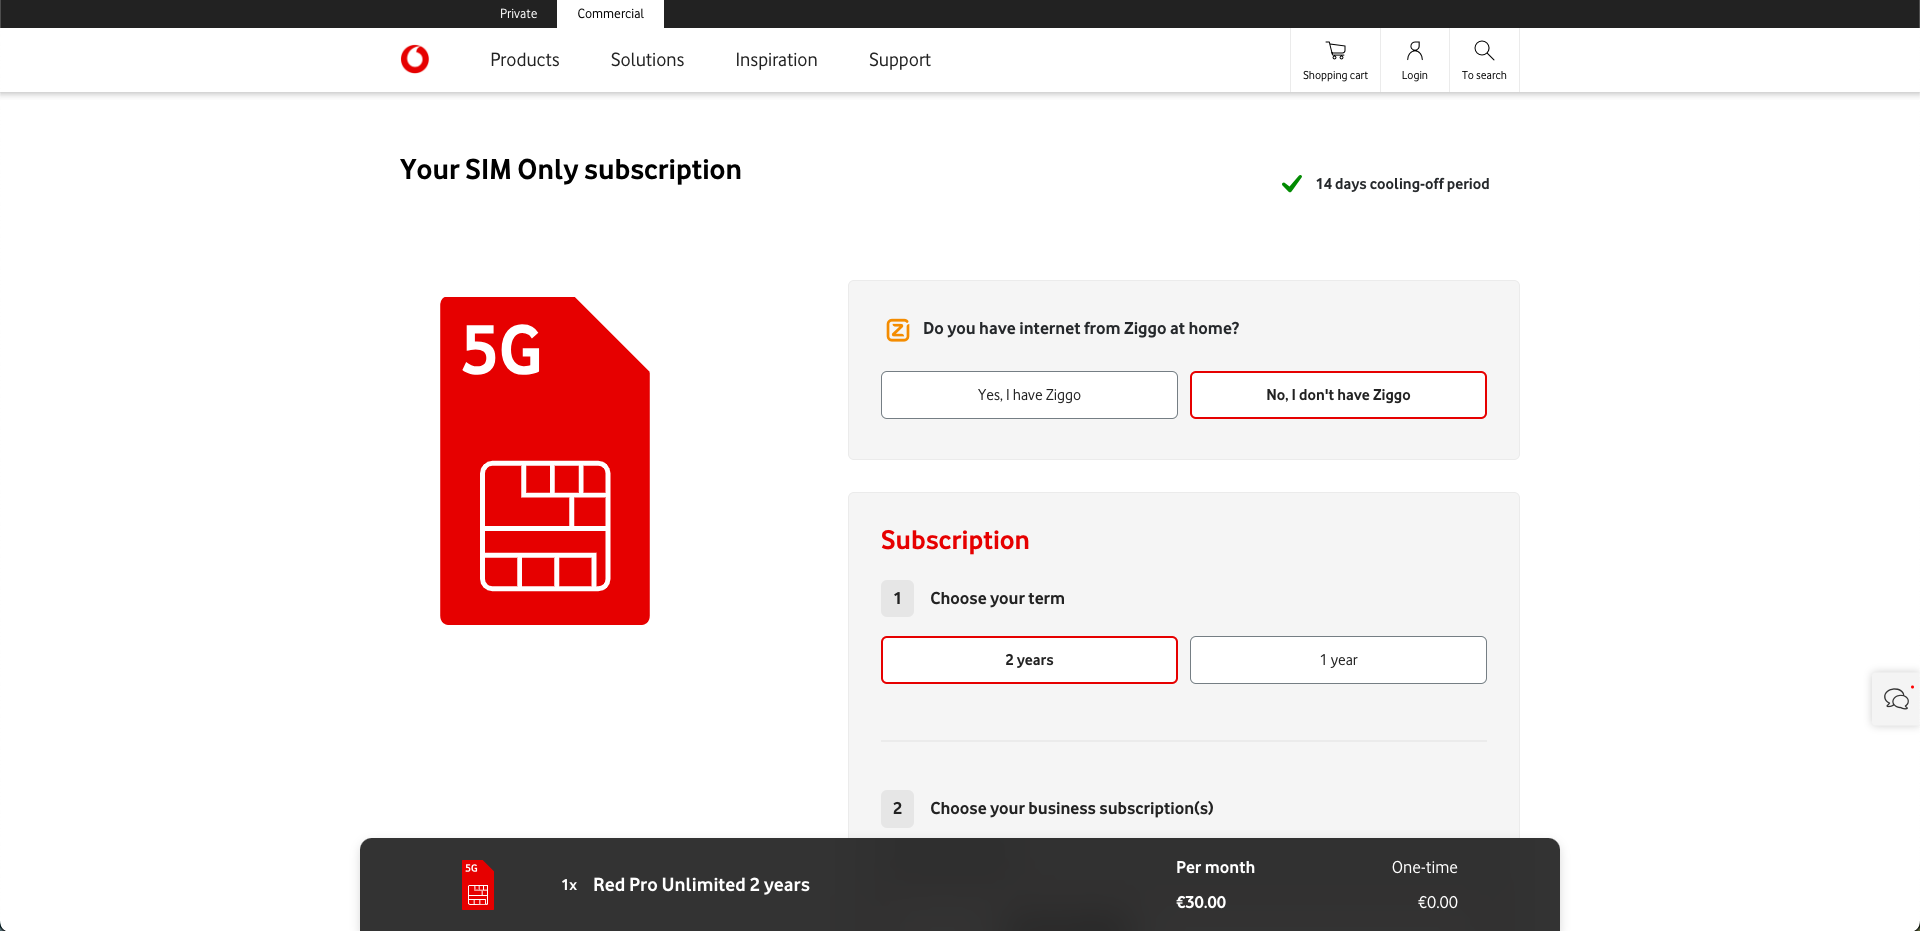 Private
Commercial
Products
Solutions
Inspiration
Support
Shopping cart
Login
To search
Your SIM Only subscription
14 days cooling-off period
5G
Do you have internet from Ziggo at home?
Yes, I have Ziggo
No, I don't have Ziggo
Subscription
1 Choose your term
2 years
1 year
2 Choose your business subscription(s)
5G
1x Red Pro Unlimited 2 years
Per month
One-time
€30.00
€0.00